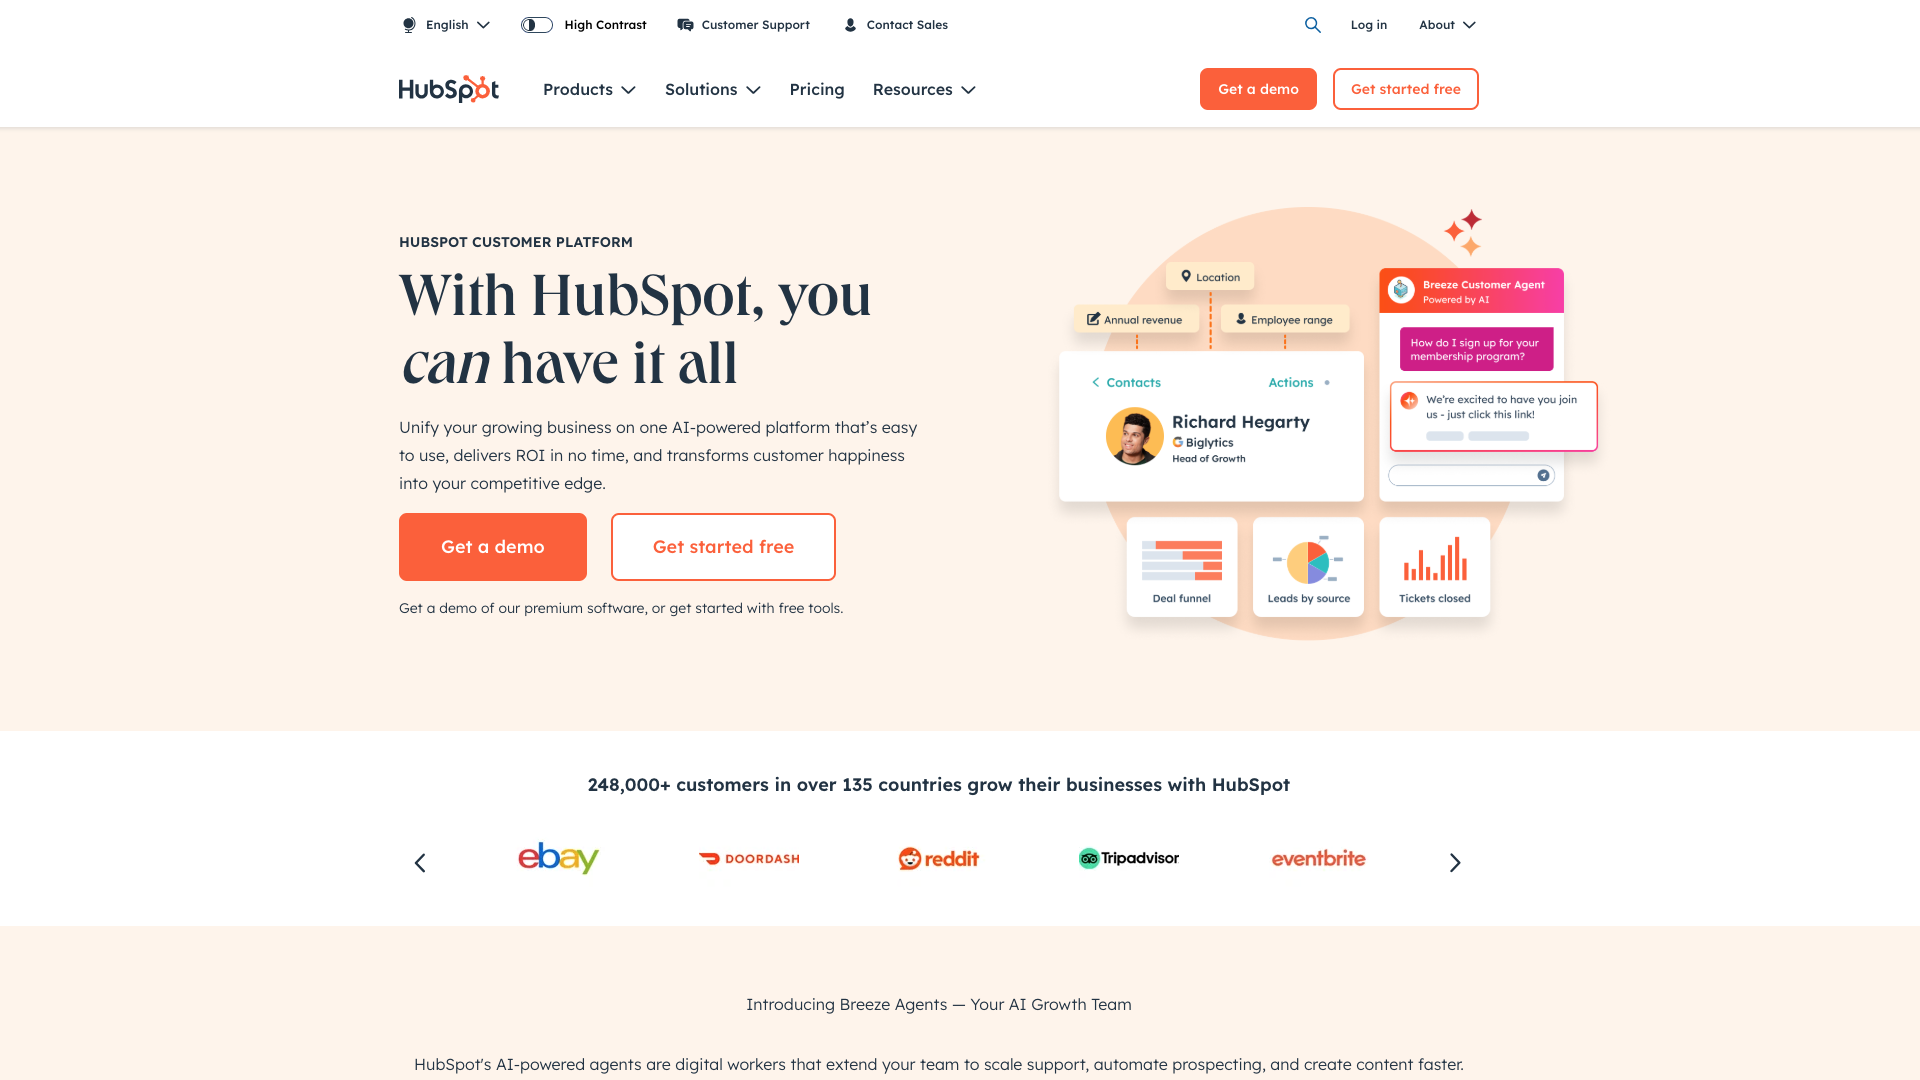 English
High Contrast
Customer Support
Contact Sales
Log in
About
HubSpot
Products
Solutions
Pricing
Resources
Get a demo
Get started free
HUBSPOT CUSTOMER PLATFORM
With HubSpot, you
can have it all
Unify your growing business on one AI-powered platform that’s easy
to use, delivers ROI in no time, and transforms customer happiness
into your competitive edge.
Get a demo
Get started free
Get a demo of our premium software, or get started with free tools.
Location
Annual revenue
Employee range
Contacts
Actions
Richard Hegarty
Biglytics
Head of Growth
Breeze Customer Agent
Powered by AI
How do I sign up for your
membership program?
We're excited to have you join
us - just click this link!
Deal funnel
Leads by source
Tickets closed
248,000+ customers in over 135 countries grow their businesses with HubSpot
ebay
DOORDASH
reddit
Tripadvisor
eventbrite
Introducing Breeze Agents — Your AI Growth Team
HubSpot's AI-powered agents are digital workers that extend your team to scale support, automate prospecting, and create content faster.